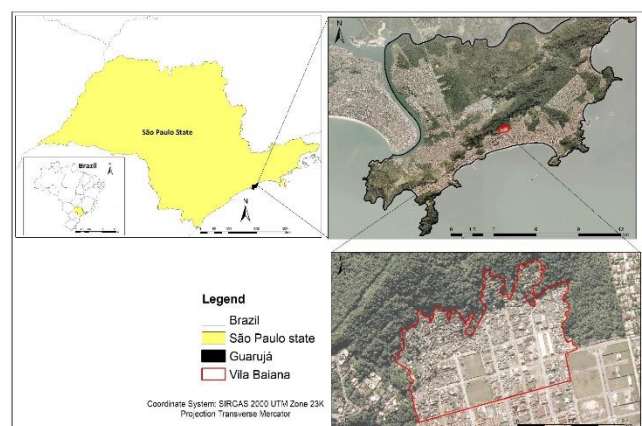 N
São Paulo State
Brazil
N
N
N
Legend
Brazil
São Paulo state
Guarujá
Vila Baiana
Coordinate System: SIRCAS 2000 UTM Zone 23K
Projection Transverse Mercator